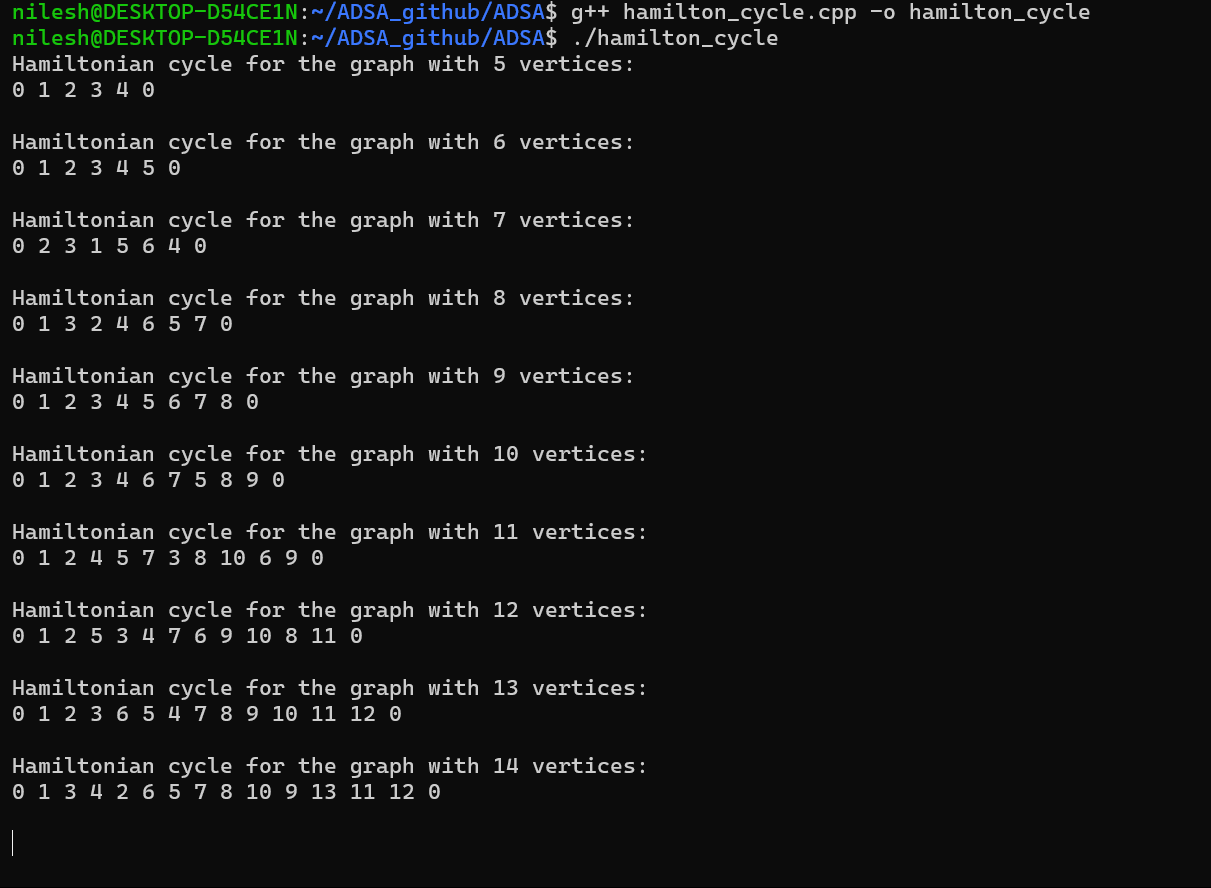 nilesh@DESKTOP-D54CE1N:~/ADSA_github/ADSA$ g++ hamilton_cycle.cpp -o hamilton_cycle
nilesh@DESKTOP-D54CE1N:~/ADSA_github/ADSA$ ./hamilton_cycle
Hamiltonian cycle for the graph with 5 vertices:
0 1 2 3 4 0
Hamiltonian cycle for the graph with 6 vertices:
0 1 2 3 4 5 0
Hamiltonian cycle for the graph with 7 vertices:
0 2 3 1 5 6 4 0
Hamiltonian cycle for the graph with 8 vertices:
0 1 3 2 4 6 5 7 0
Hamiltonian cycle for the graph with 9 vertices:
0 1 2 3 4 5 6 7 8 0
Hamiltonian cycle for the graph with 10 vertices:
0 1 2 3 4 6 7 5 8 9 0
Hamiltonian cycle for the graph with 11 vertices:
0 1 2 4 5 7 3 8 10 6 9 0
Hamiltonian cycle for the graph with 12 vertices:
0 1 2 5 3 4 7 6 9 10 8 11 0
Hamiltonian cycle for the graph with 13 vertices:
0 1 2 3 6 5 4 7 8 9 10 11 12 0
Hamiltonian cycle for the graph with 14 vertices:
0 1 3 4 2 6 5 7 8 10 9 13 11 12 0